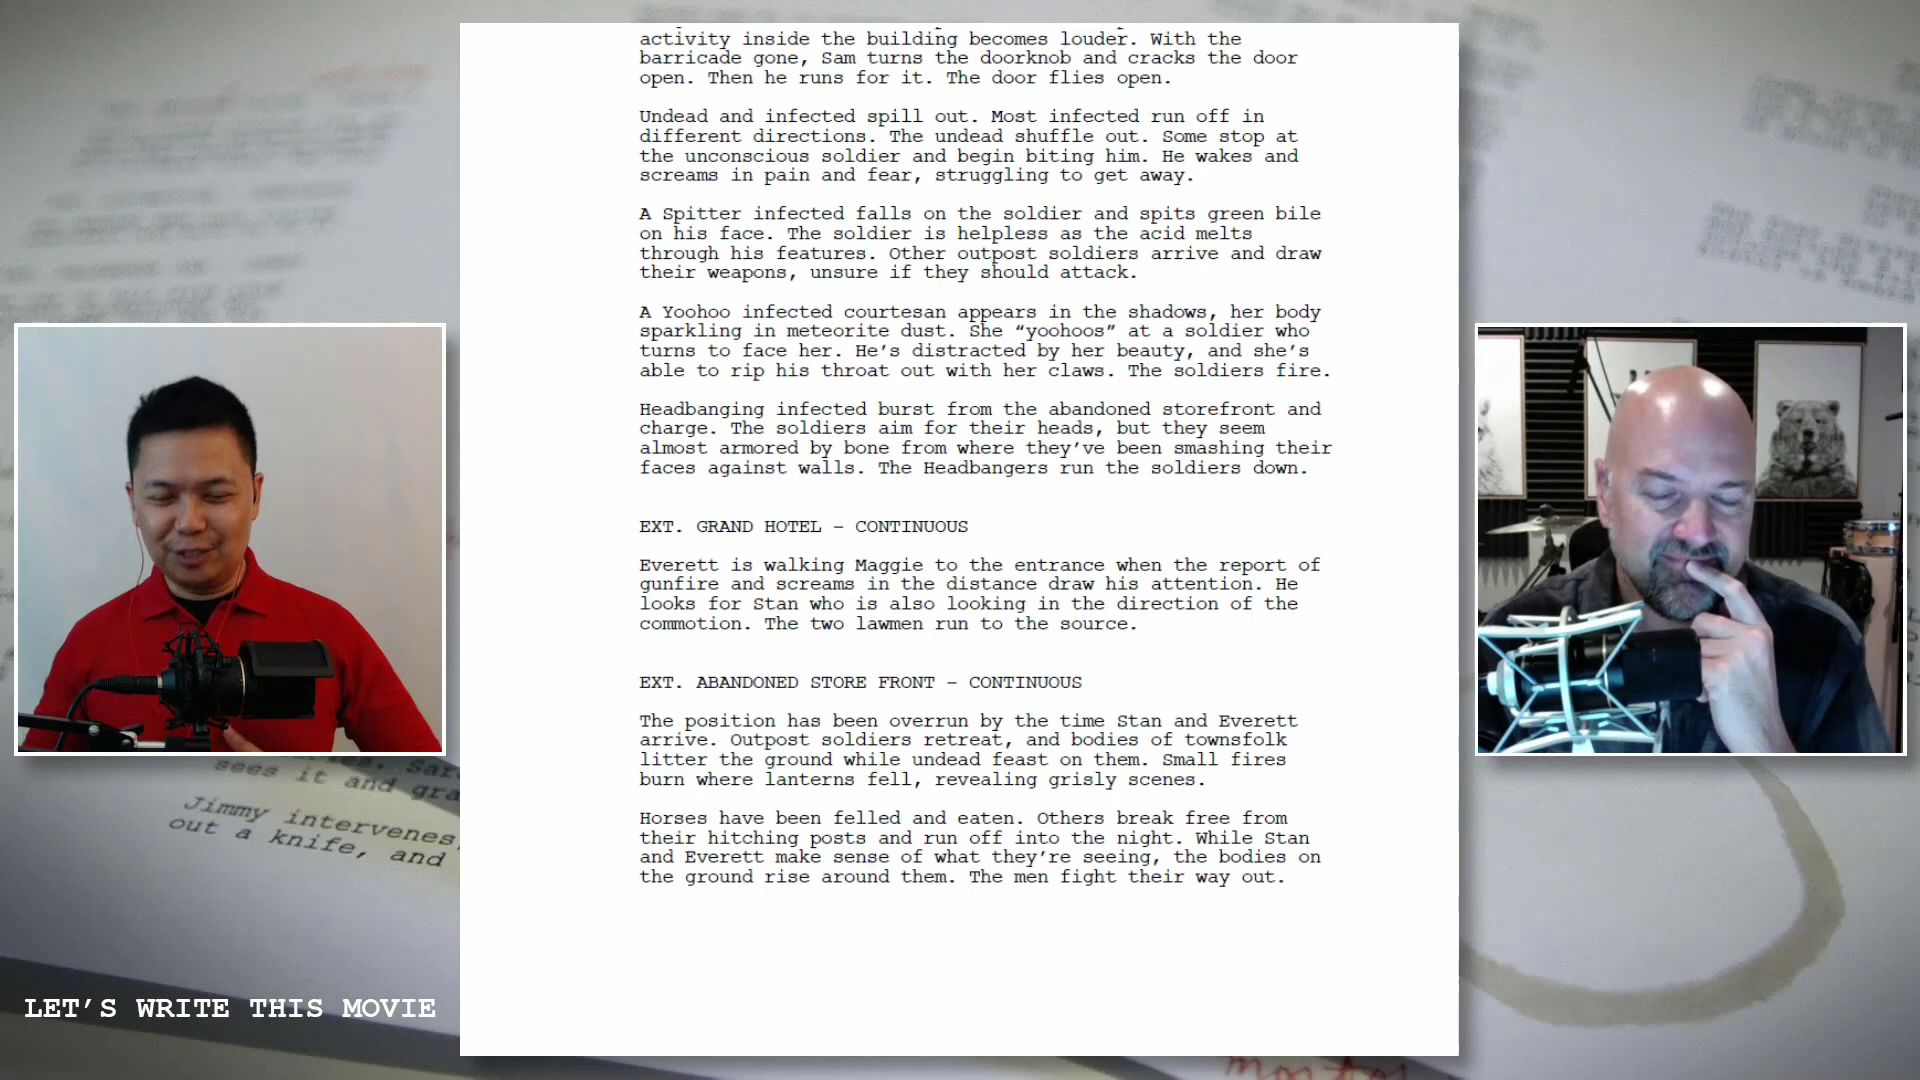 activity inside the building becomes louder. With the
barricade gone, Sam turns the doorknob and cracks the door
open. Then he runs for it. The door flies open.
Undead and infected spill out. Most infected run off in
different directions. The undead shuffle out. Some stop at
the unconscious soldier and begin biting him. He wakes and
screams in pain and fear, struggling to get away.
A Spitter infected falls on the soldier and spits green bile
on his face. The soldier is helpless as the acid melts
through his features. Other outpost soldiers arrive and draw
their weapons, unsure if they should attack.
A Yoohoo infected courtesan appears in the shadows, her body
sparkling in meteorite dust. She “yoohoos” at a soldier who
turns to face her. He’s distracted by her beauty, and she’s
able to rip his throat out with her claws. The soldiers fire.
Headbanging infected burst from the abandoned storefront and
charge. The soldiers aim for their heads, but they seem
almost armored by bone from where they’ve been smashing their
faces against walls. The Headbangers run the soldiers down.
EXT. GRAND HOTEL – CONTINUOUS
Everett is walking Maggie to the entrance when the report of
gunfire and screams in the distance draw his attention. He
looks for Stan who is also looking in the direction of the
commotion. The two lawmen run to the source.
EXT. ABANDONED STORE FRONT – CONTINUOUS
The position has been overrun by the time Stan and Everett
arrive. Outpost soldiers retreat, and bodies of townsfolk
litter the ground while undead feast on them. Small fires
burn where lanterns fell, revealing grisly scenes.
Horses have been felled and eaten. Others break free from
their hitching posts and run off into the night. While Stan
and Everett make sense of what they’re seeing, the bodies on
the ground rise around them. The men fight their way out.
sees it and gra
Jimmy intervenes,
out a knife, and
LET’S WRITE THIS MOVIE